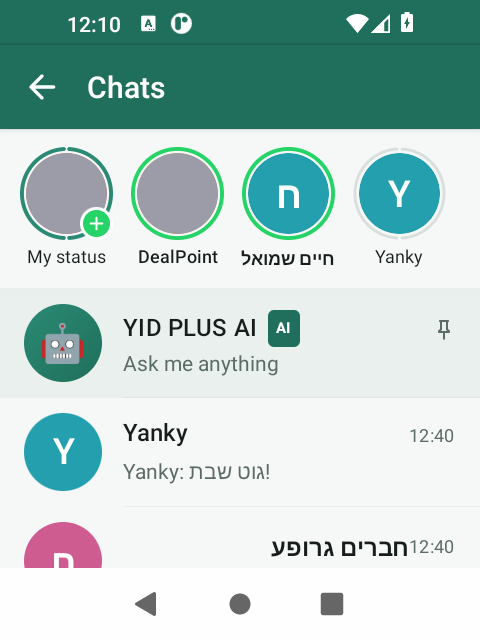 12:10
Chats
ח
Y
My status
DealPoint
חיים שמואל
Yanky
YID PLUS AI AI
Ask me anything
Y
Yanky
12:40
Yanky: גוט שבת!
חברים גרופע
12:40